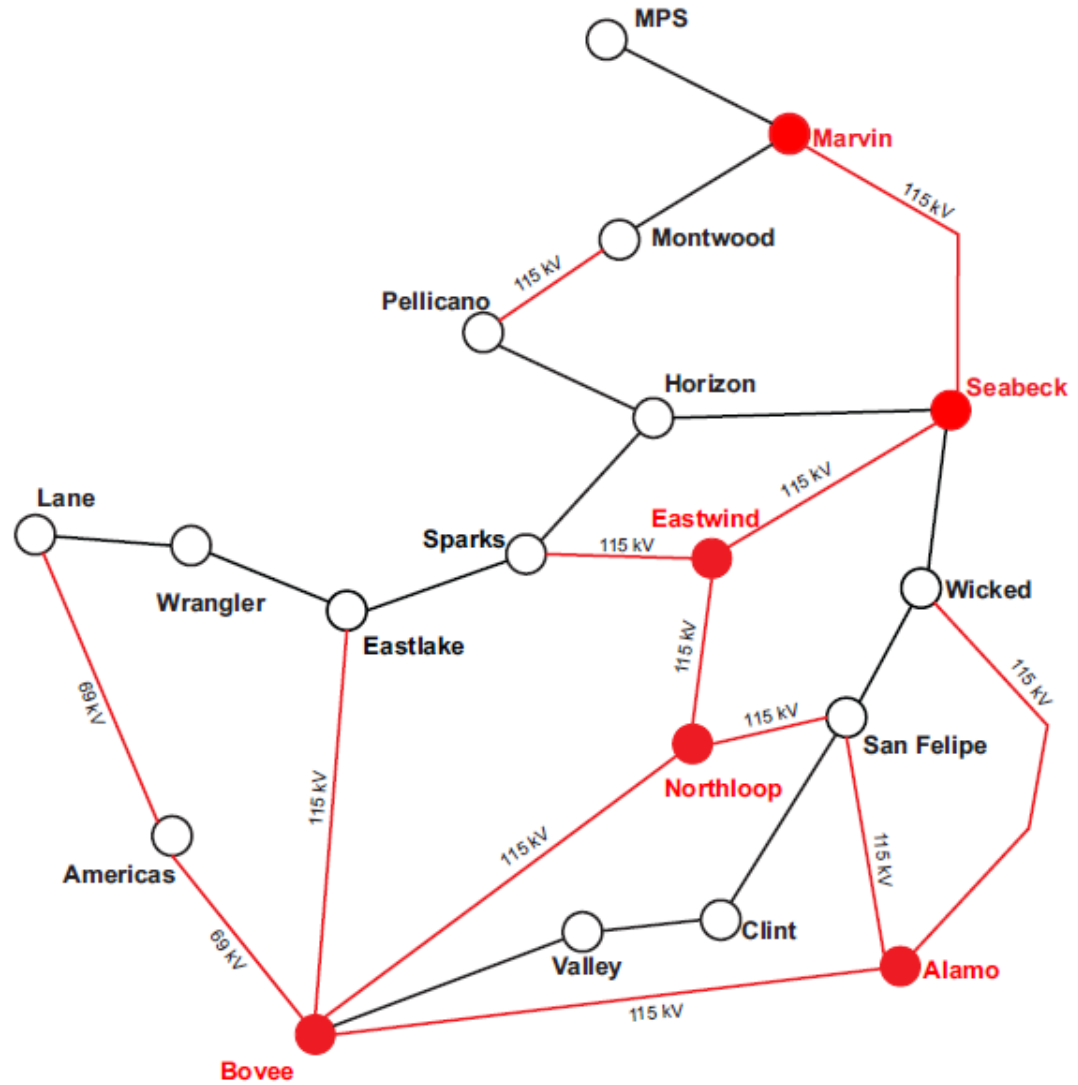 MPS
Marvin
115 kV
Montwood
115 kV
Pellicano
Horizon
Seabeck
115 kV
Lane
Eastwind
Sparks
115 kV
Wrangler
Wicked
Eastlake
115 kV
115 kV
69 kV
115 kV
San Felipe
Northloop
115 kV
115 kV
115 kV
Americas
69 kV
Clint
Valley
Alamo
115 kV
Bovee